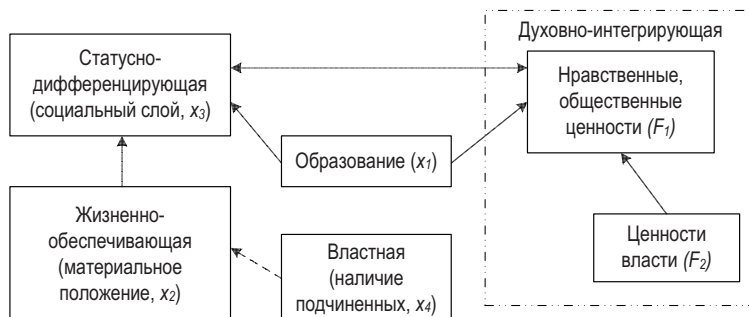 Статусно-
дифференцирующая
(социальный слой, x3)
Духовно-интегрирующая
Нравственные,
общественные
ценности (F1)
Образование (x1)
Жизненно-
обеспечивающая
(материальное
положение, x2)
Властная
(наличие
подчиненных, x4)
Ценности
власти (F2)